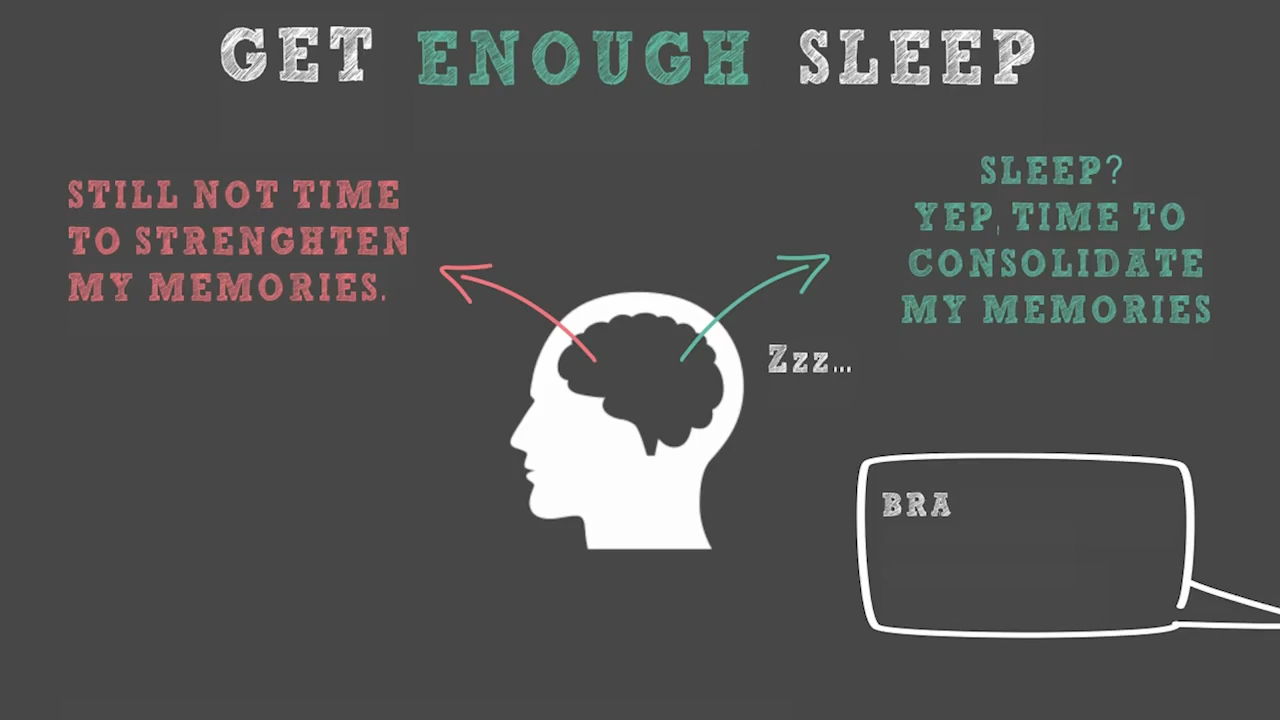 GET ENOUGH SLEEP
STILL NOT TIME
TO STRENGHTEN
MY MEMORIES.
SLEEP?
YEP, TIME TO
CONSOLIDATE
MY MEMORIES
Zzz...
BRA